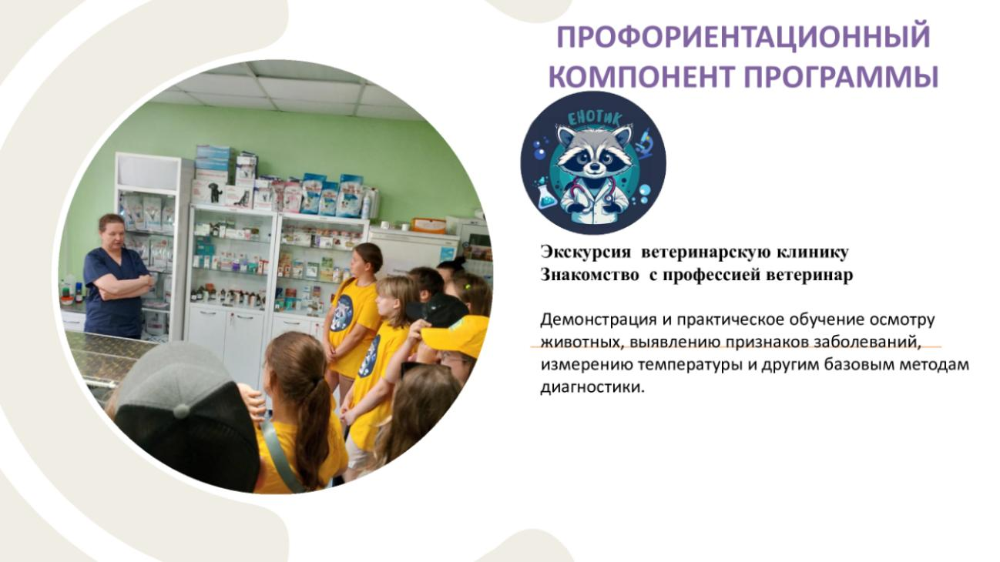 ПРОФОРИЕНТАЦИОННЫЙ
КОМПОНЕНТ ПРОГРАММЫ
ЕНОТИК
Экскурсия ветеринарскую клинику
Знакомство с профессией ветеринар
Демонстрация и практическое обучение осмотру
животных, выявлению признаков заболеваний,
измерению температуры и другим базовым методам
диагностики.